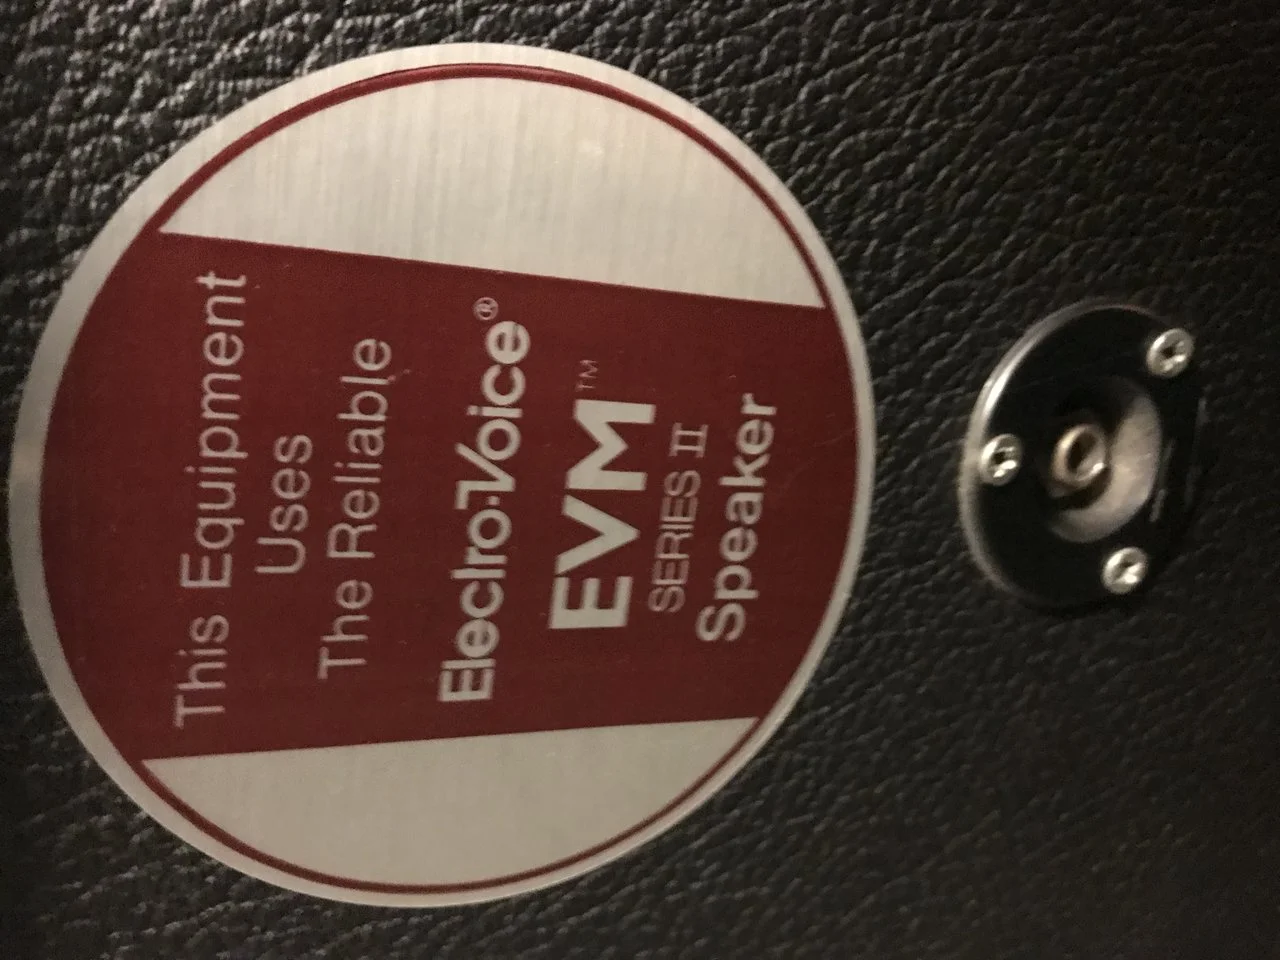 This Equipment
Uses
The Reliable
Electro-Voice®
EVM™
SERIES II
Speaker